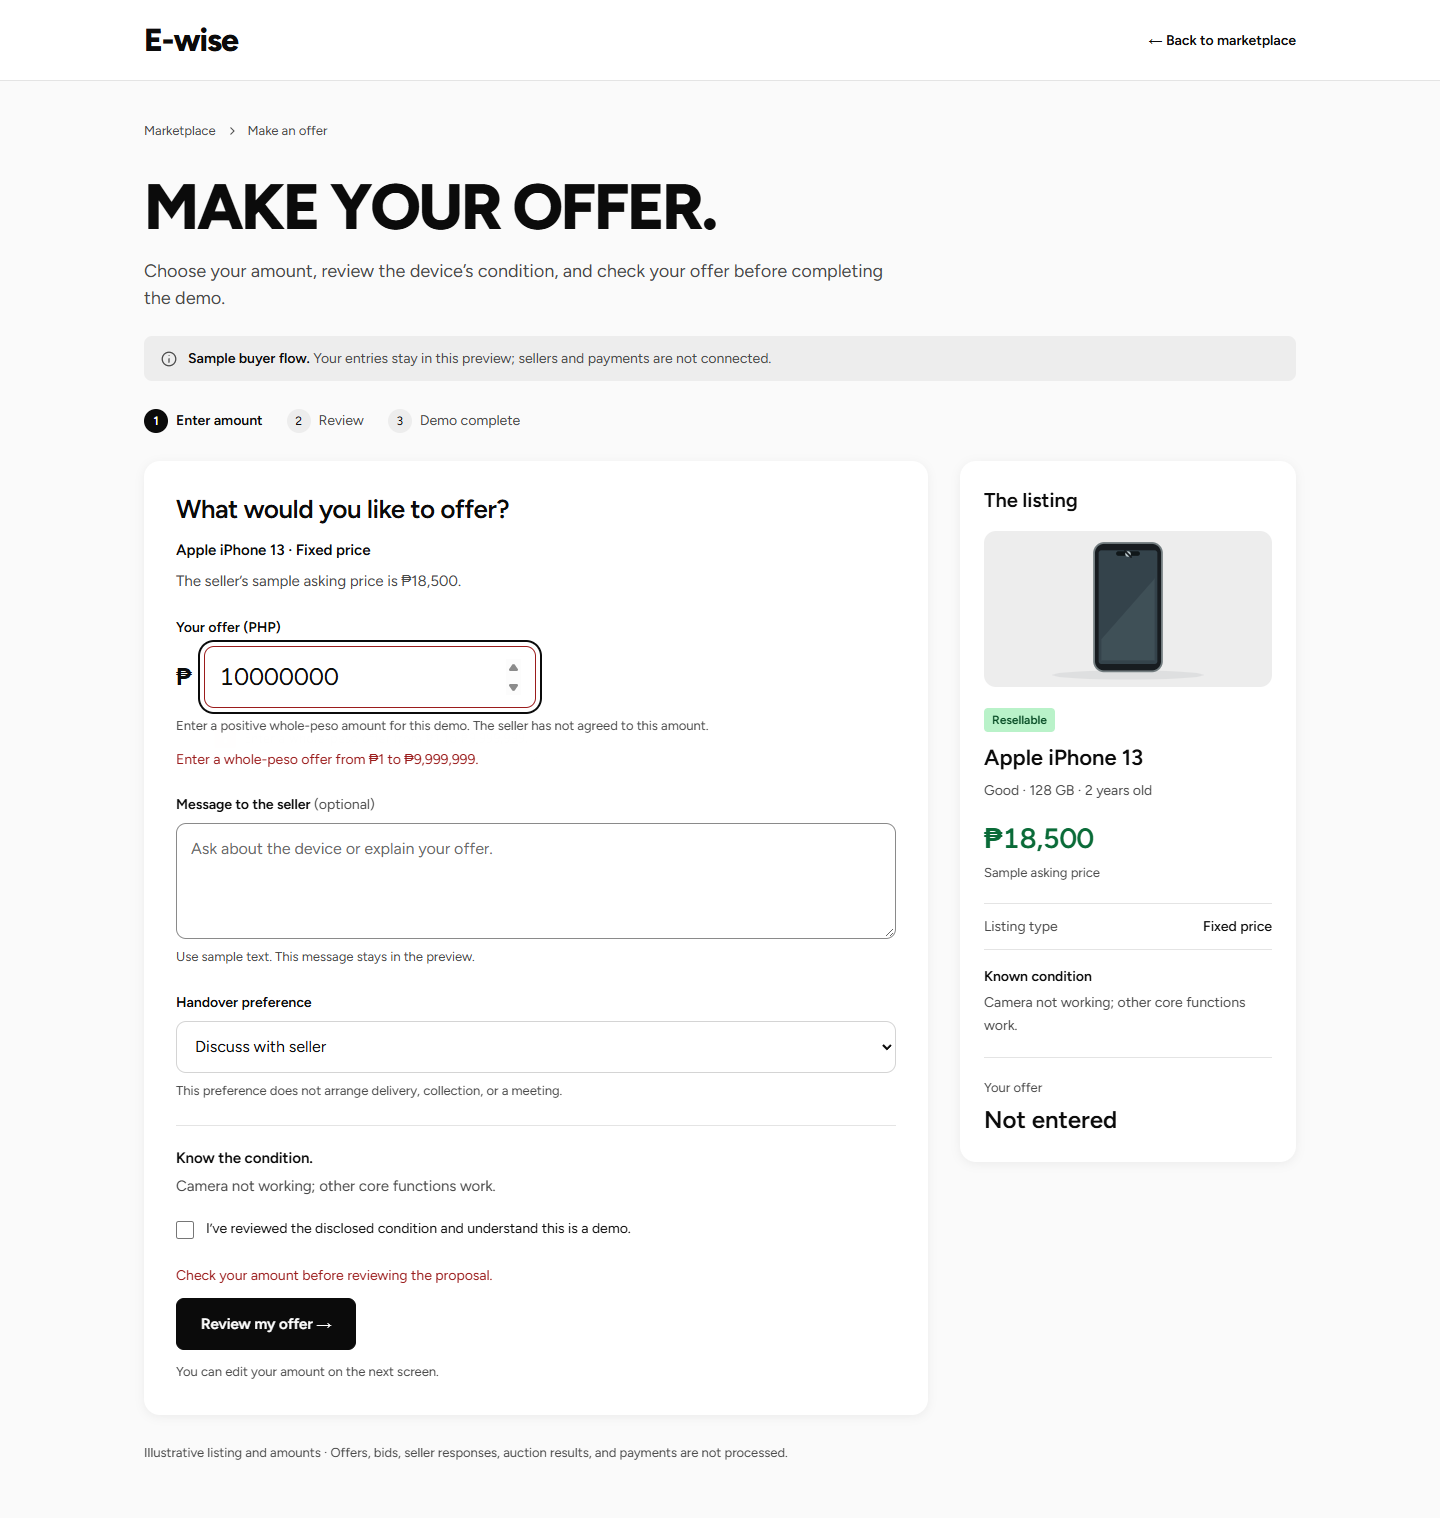 E-wise
← Back to marketplace
Marketplace > Make an offer
MAKE YOUR OFFER.
Choose your amount, review the device’s condition, and check your offer before completing
the demo.
Sample buyer flow. Your entries stay in this preview; sellers and payments are not connected.
1 Enter amount 2 Review 3 Demo complete
What would you like to offer?
Apple iPhone 13 · Fixed price
The seller’s sample asking price is ₱18,500.
Your offer (PHP)
₱ 10000000
Enter a positive whole-peso amount for this demo. The seller has not agreed to this amount.
Enter a whole-peso offer from ₱1 to ₱9,999,999.
Message to the seller (optional)
Ask about the device or explain your offer.
Use sample text. This message stays in the preview.
Handover preference
Discuss with seller
This preference does not arrange delivery, collection, or a meeting.
Know the condition.
Camera not working; other core functions work.
I’ve reviewed the disclosed condition and understand this is a demo.
Check your amount before reviewing the proposal.
Review my offer →
You can edit your amount on the next screen.
The listing
Resellable
Apple iPhone 13
Good · 128 GB · 2 years old
₱18,500
Sample asking price
Listing type Fixed price
Known condition
Camera not working; other core functions
work.
Your offer
Not entered
Illustrative listing and amounts · Offers, bids, seller responses, auction results, and payments are not processed.